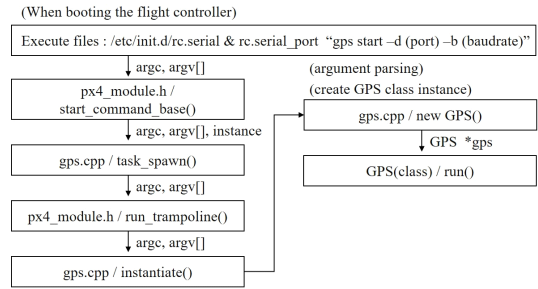 (When booting the flight controller)
Execute files : /etc/init.d/rc.serial & rc.serial_port “gps start –d (port) –b (baudrate)”
argc, argv[]
px4_module.h /
start_command_base()
argc, argv[], instance
gps.cpp / task_spawn()
argc, argv[]
px4_module.h / run_trampoline()
argc, argv[]
gps.cpp / instantiate()
(argument parsing)
(create GPS class instance)
gps.cpp / new GPS()
GPS *gps
GPS(class) / run()